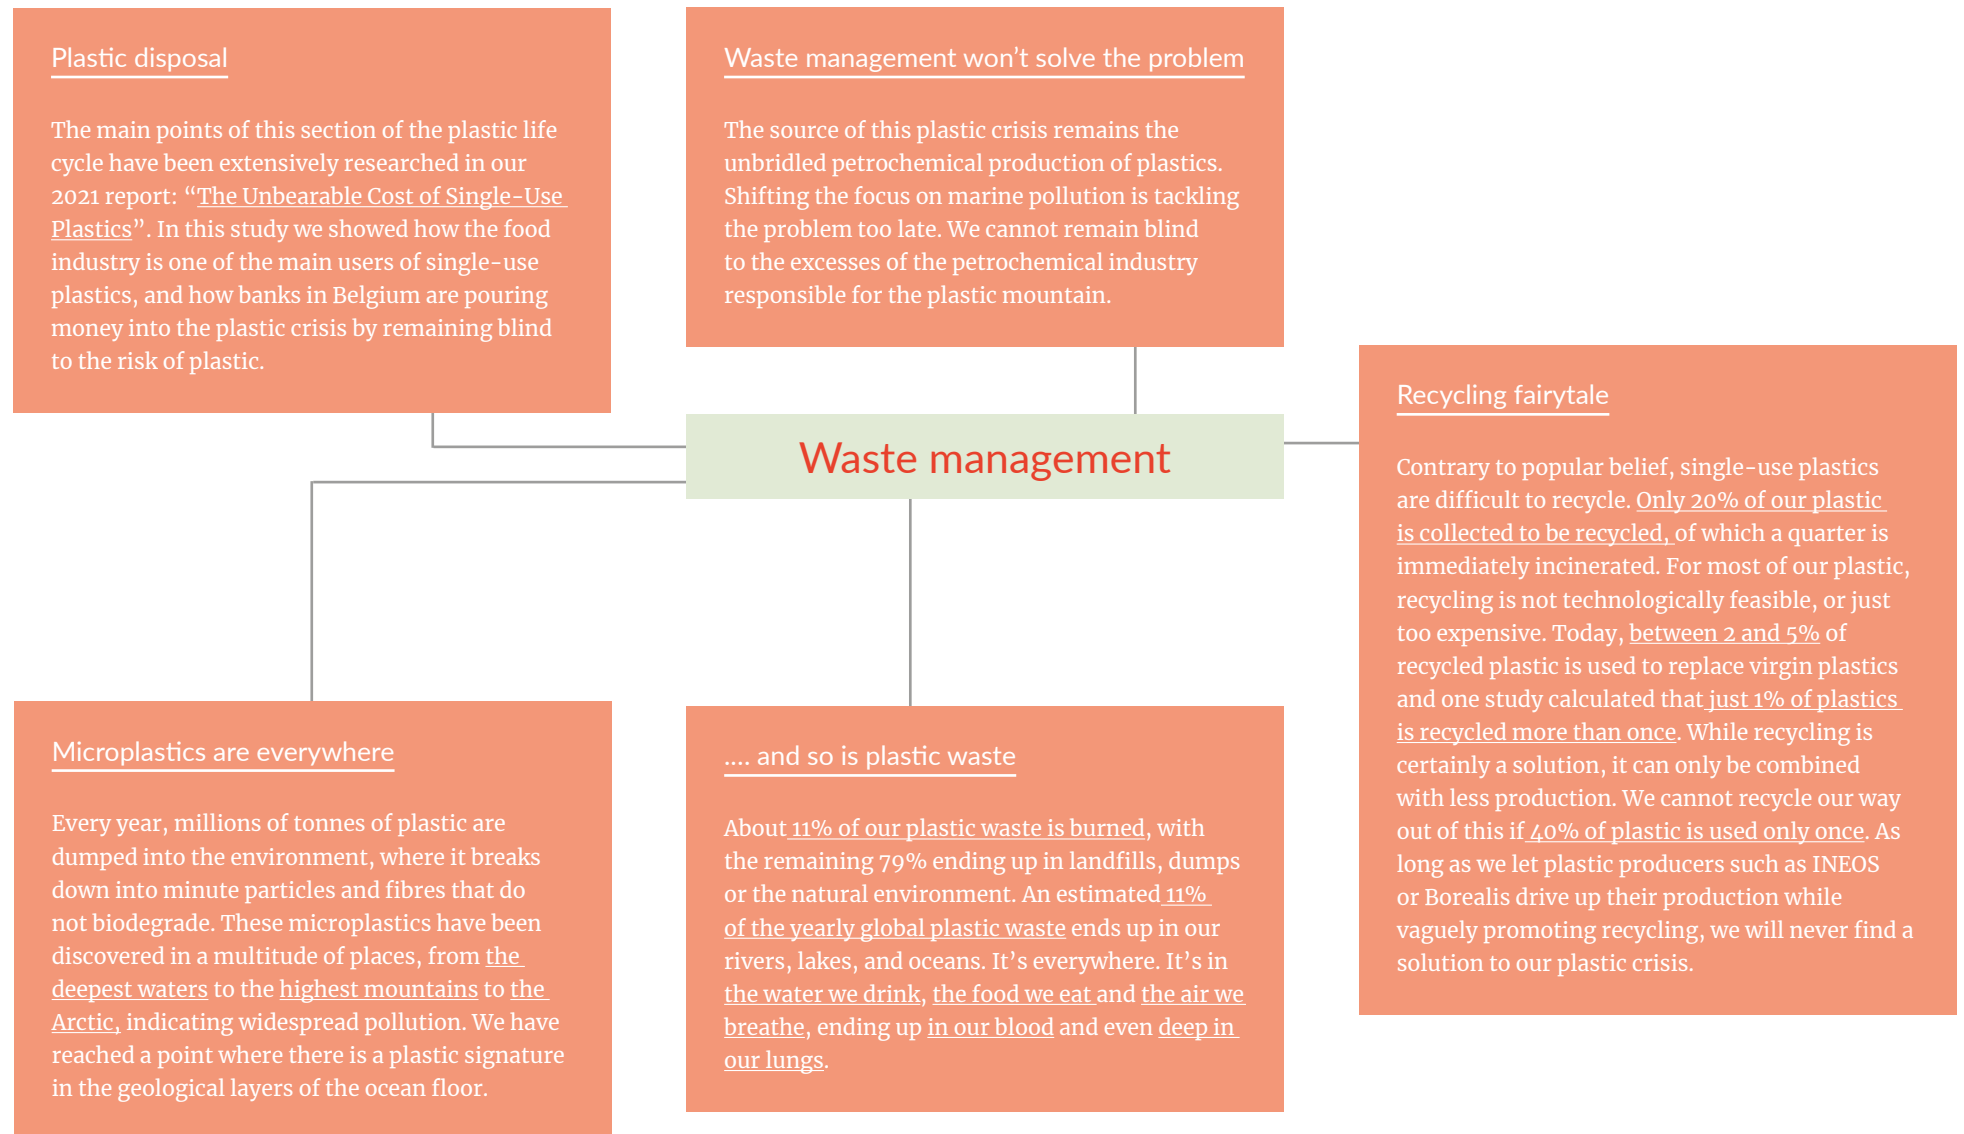 Plastic disposal
The main points of this section of the plastic life
cycle have been extensively researched in our
2021 report: “The Unbearable Cost of Single-Use
Plastics”. In this study we showed how the food
industry is one of the main users of single-use
plastics, and how banks in Belgium are pouring
money into the plastic crisis by remaining blind
to the risk of plastic.
Waste management won’t solve the problem
The source of this plastic crisis remains the
unbridled petrochemical production of plastics.
Shifting the focus on marine pollution is tackling
the problem too late. We cannot remain blind
to the excesses of the petrochemical industry
responsible for the plastic mountain.
Waste management
Recycling fairytale
Contrary to popular belief, single-use plastics
are difficult to recycle. Only 20% of our plastic
is collected to be recycled, of which a quarter is
immediately incinerated. For most of our plastic,
recycling is not technologically feasible, or just
too expensive. Today, between 2 and 5% of
recycled plastic is used to replace virgin plastics
and one study calculated that just 1% of plastics
is recycled more than once. While recycling is
certainly a solution, it can only be combined
with less production. We cannot recycle our way
out of this if 40% of plastic is used only once. As
long as we let plastic producers such as INEOS
or Borealis drive up their production while
vaguely promoting recycling, we will never find a
solution to our plastic crisis.
Microplastics are everywhere
Every year, millions of tonnes of plastic are
dumped into the environment, where it breaks
down into minute particles and fibres that do
not biodegrade. These microplastics have been
discovered in a multitude of places, from the
deepest waters to the highest mountains to the
Arctic, indicating widespread pollution. We have
reached a point where there is a plastic signature
in the geological layers of the ocean floor.
.... and so is plastic waste
About 11% of our plastic waste is burned, with
the remaining 79% ending up in landfills, dumps
or the natural environment. An estimated 11%
of the yearly global plastic waste ends up in our
rivers, lakes, and oceans. It’s everywhere. It’s in
the water we drink, the food we eat and the air we
breathe, ending up in our blood and even deep in
our lungs.